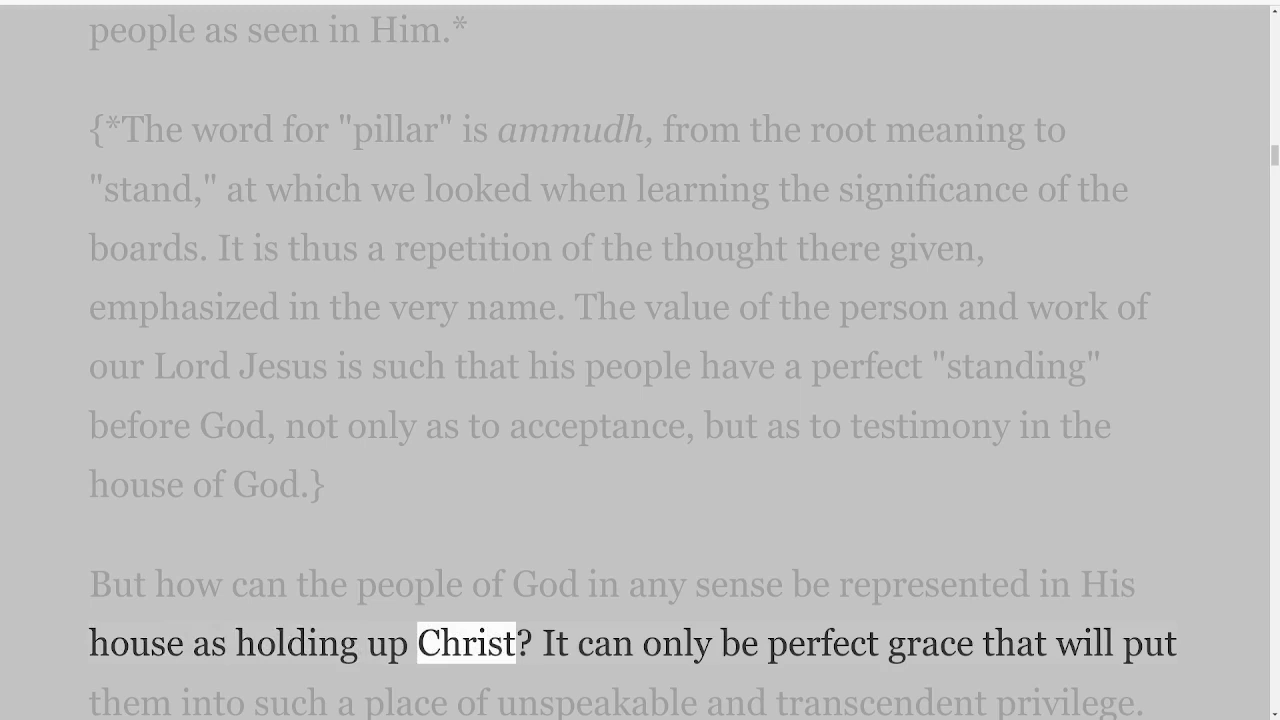 people as seen in Him.*
{*The word for "pillar" is ammudh, from the root meaning to
"stand," at which we looked when learning the significance of the
boards. It is thus a repetition of the thought there given,
emphasized in the very name. The value of the person and work of
our Lord Jesus is such that his people have a perfect "standing"
before God, not only as to acceptance, but as to testimony in the
house of God.}
But how can the people of God in any sense be represented in His
house as holding up Christ? It can only be perfect grace that will put
them into such a place of unspeakable and transcendent privilege.